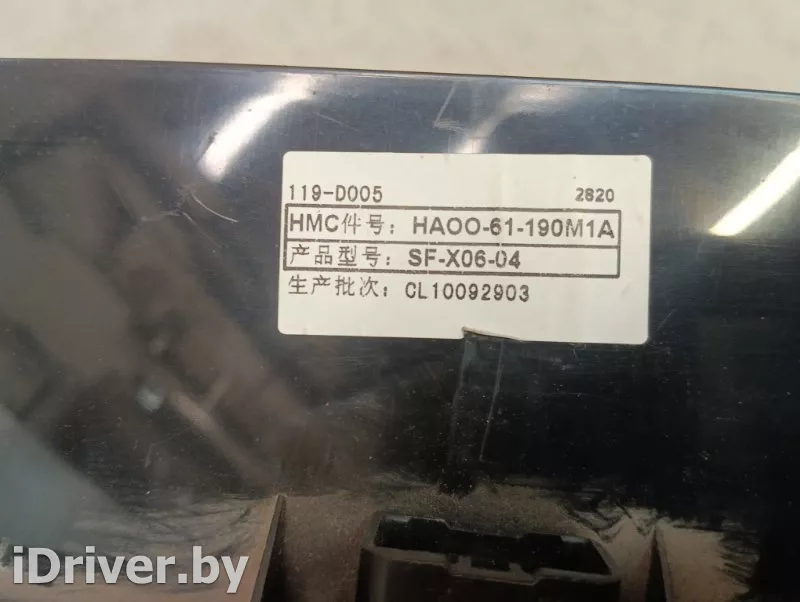 119-D005 2820
HMC件号: HAOO-61-190M1A
产品型号: SF-X06-04
生产批次: CL10092903
iDriver.by